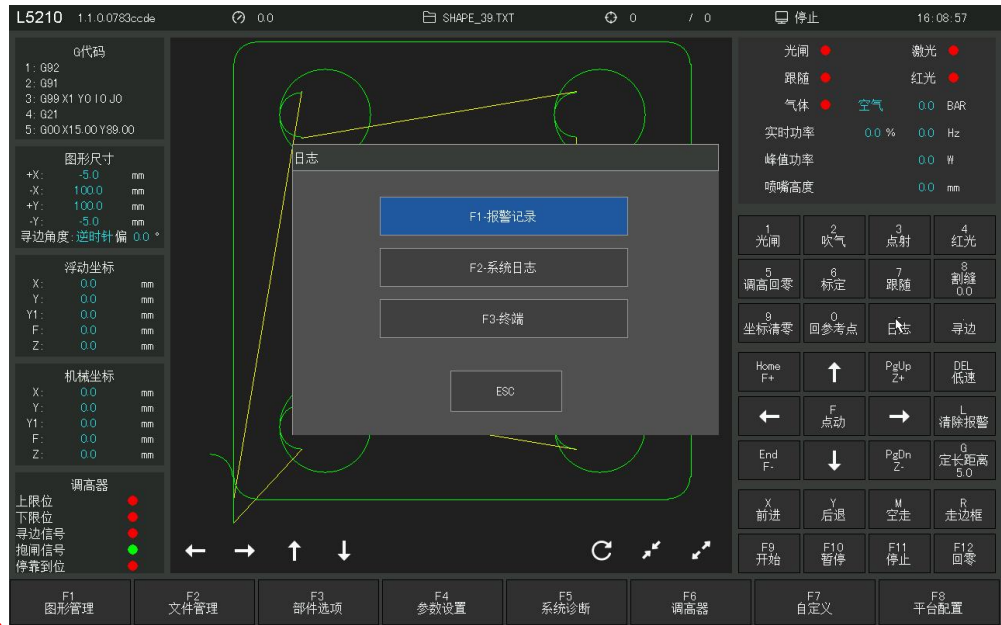 L5210 1.1.0.0783ccde 0.0 SHAPE_39.TXT 0 / 0 停止 16:08:57
G代码
1: G92
2: G91
3: G99 X1 Y0 I0 J0
4: G21
5: G00 X15.00 Y89.00
图形尺寸
+X: -5.0 mm
-X: 100.0 mm
+Y: 100.0 mm
-Y: -5.0 mm
寻边角度:逆时针偏 0.0 °
浮动坐标
X: 0.0 mm
Y: 0.0 mm
Y1: 0.0 mm
F: 0.0 mm
Z: 0.0 mm
机械坐标
X: 0.0 mm
Y: 0.0 mm
Y1: 0.0 mm
F: 0.0 mm
Z: 0.0 mm
调高器
上限位
下限位
寻边信号
抱闸信号
停靠到位
日志
F1-报警记录
F2-系统日志
F3-终端
ESC
光闸 激光
跟随 红光
气体 空气 0.0 BAR
实时功率 0.0 % 0.0 Hz
峰值功率 0.0 W
喷嘴高度 0.0 mm
1 2 3 4
光闸 吹气 点射 红光
5 6 7 8
调高回零 标定 跟随 割缝
0.0
9 0 - .
坐标清零 回参考点 日志 寻边
Home PgUp DEL
F+ Z+ 低速
F L
点动 清除报警
End PgDn G
F- Z- 定长距离
5.0
X Y M R
前进 后退 空走 走边框
F9 F10 F11 F12
开始 暂停 停止 回零
F1 F2 F3 F4 F5 F6 F7 F8
图形管理 文件管理 部件选项 参数设置 系统诊断 调高器 自定义 平台配置